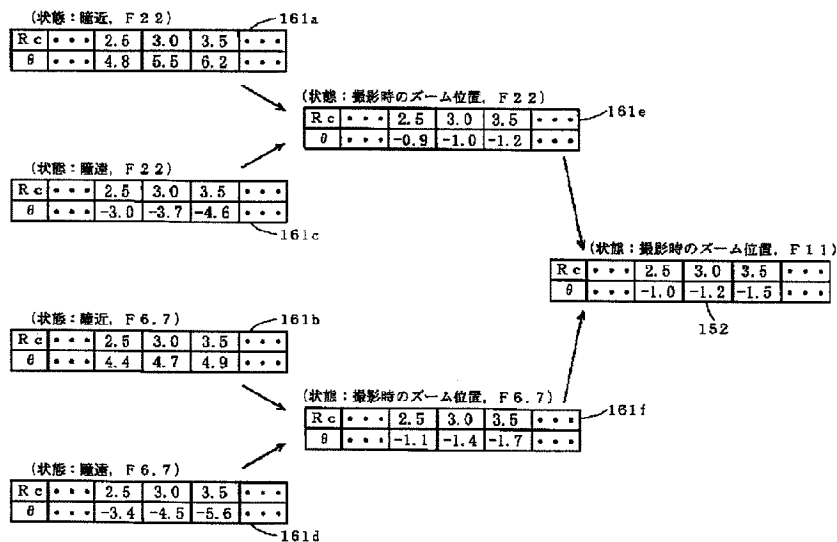 (状態：瞳近，Ｆ２２)
161a
Rc ・・・ 2.5 3.0 3.5 ・・・
θ ・・・ 4.8 5.5 6.2 ・・・
(状態：撮影時のズーム位置，Ｆ２２)
Rc ・・・ 2.5 3.0 3.5 ・・・
θ ・・・ -0.9 -1.0 -1.2 ・・・
161e
(状態：瞳遠，Ｆ２２)
Rc ・・・ 2.5 3.0 3.5 ・・・
θ ・・・ -3.0 -3.7 -4.6 ・・・
161c
(状態：撮影時のズーム位置，Ｆ１１)
Rc ・・・ 2.5 3.0 3.5 ・・・
θ ・・・ -1.0 -1.2 -1.5 ・・・
152
(状態：瞳近，Ｆ６.７)
161b
Rc ・・・ 2.5 3.0 3.5 ・・・
θ ・・・ 4.4 4.7 4.9 ・・・
(状態：撮影時のズーム位置，Ｆ６.７)
161f
Rc ・・・ 2.5 3.0 3.5 ・・・
θ ・・・ -1.1 -1.4 -1.7 ・・・
(状態：瞳遠，Ｆ６.７)
Rc ・・・ 2.5 3.0 3.5 ・・・
θ ・・・ -3.4 -4.5 -5.6 ・・・
161d